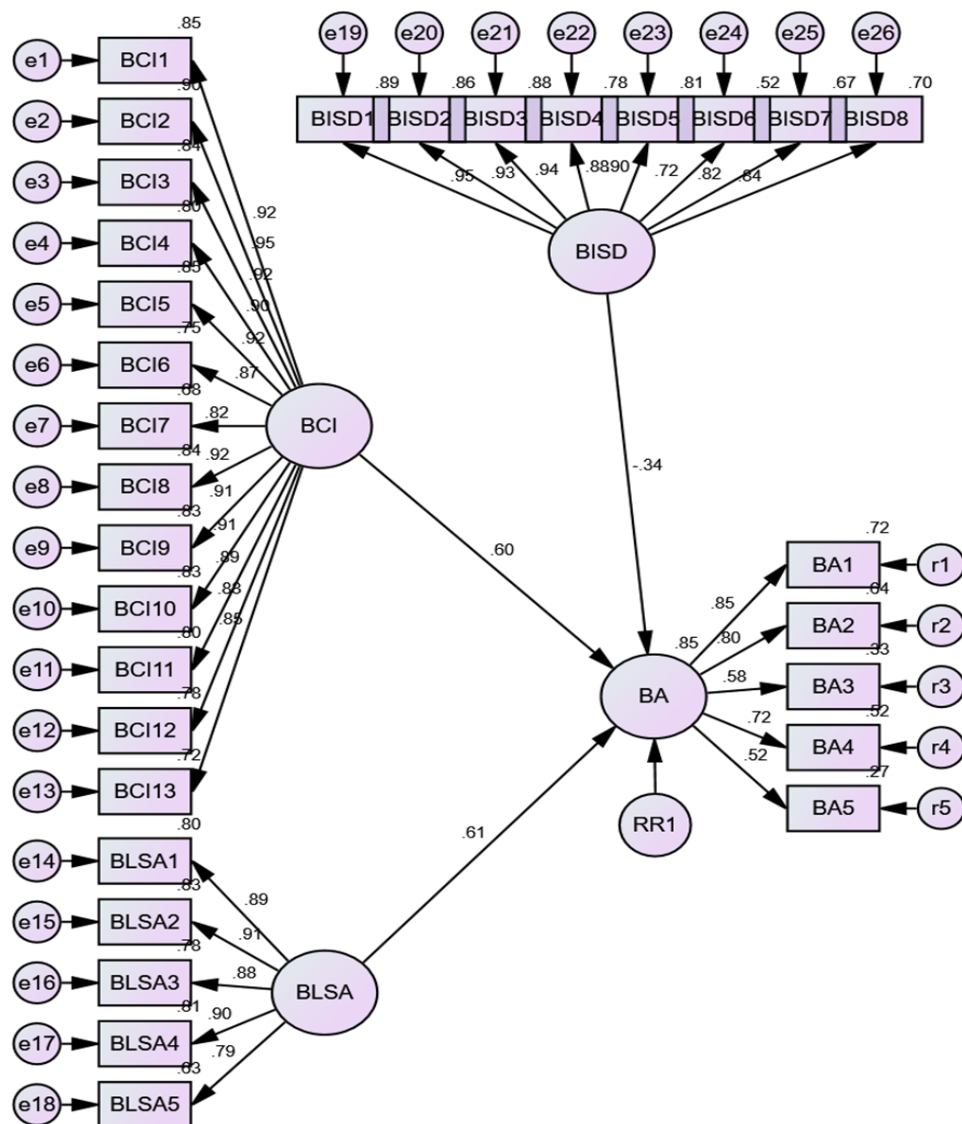 e19 e20 e21 e22 e23 e24 e25 e26
.89 .86 .88 .78 .81 .52 .67 .70
BISD1 BISD2 BISD3 BISD4 BISD5 BISD6 BISD7 BISD8
.95 .93 .94 .88 .90 .72 .82 .84
BISD
-.34
.85
e1 BCI1
.90
e2 BCI2
.84
e3 BCI3
.80
e4 BCI4
.85
e5 BCI5
.75
e6 BCI6
.68
e7 BCI7
.84
e8 BCI8
.83
e9 BCI9
.83
e10 BCI10
.80
e11 BCI11
.78
e12 BCI12
.72
e13 BCI13
.92
.95
.92
.90
.92
.87
.82
.92
.91
.91
.89
.88
.85
BCI
.60
.80
e14 BLSA1
.83
e15 BLSA2
.78
e16 BLSA3
.81
e17 BLSA4
.63
e18 BLSA5
.89
.91
.88
.90
.79
BLSA
.61
.85
BA
RR1
.85
.80
.58
.72
.52
.72
BA1 r1
.64
BA2 r2
.33
BA3 r3
.52
BA4 r4
.27
BA5 r5